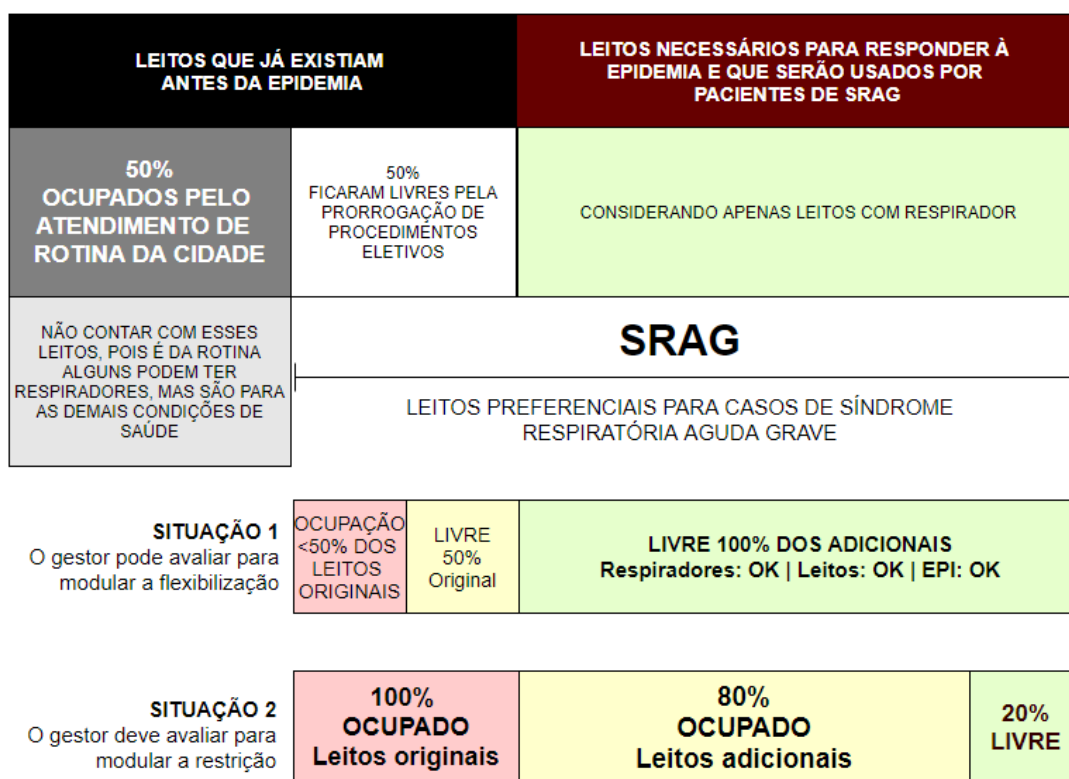 LEITOS QUE JÁ EXISTIAM
ANTES DA EPIDEMIA
LEITOS NECESSÁRIOS PARA RESPONDER À
EPIDEMIA E QUE SERÃO USADOS POR
PACIENTES DE SRAG
50%
OCUPADOS PELO
ATENDIMENTO DE
ROTINA DA CIDADE
50%
FICARAM LIVRES PELA
PRORROGAÇÃO DE
PROCEDIMENTOS
ELETIVOS
CONSIDERANDO APENAS LEITOS COM RESPIRADOR
NÃO CONTAR COM ESSES
LEITOS, POIS É DA ROTINA
ALGUNS PODEM TER
RESPIRADORES, MAS SÃO PARA
AS DEMAIS CONDIÇÕES DE
SAÚDE
SRAG
LEITOS PREFERENCIAIS PARA CASOS DE SÍNDROME
RESPIRATÓRIA AGUDA GRAVE
SITUAÇÃO 1
O gestor pode avaliar para
modular a flexibilização
OCUPAÇÃO
<50% DOS
LEITOS
ORIGINAIS
LIVRE
50%
Original
LIVRE 100% DOS ADICIONAIS
Respiradores: OK | Leitos: OK | EPI: OK
SITUAÇÃO 2
O gestor deve avaliar para
modular a restrição
100%
OCUPADO
Leitos originais
80%
OCUPADO
Leitos adicionais
20%
LIVRE